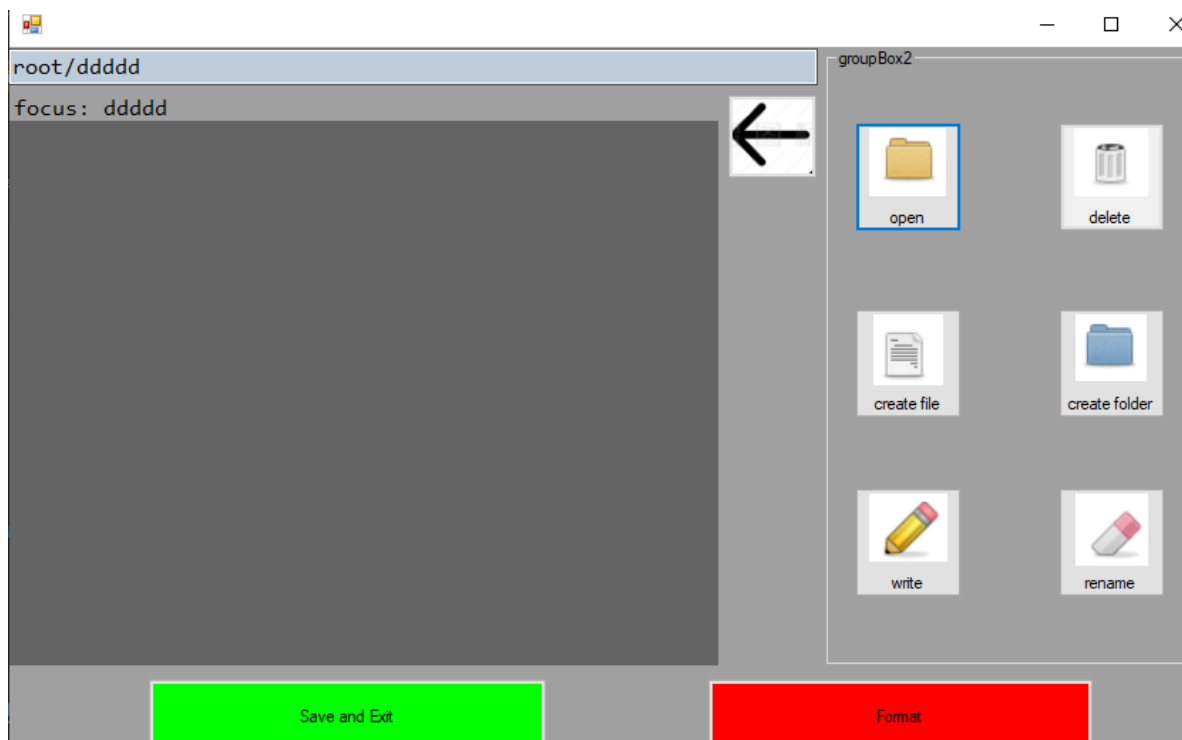 root/ddddd
focus: ddddd
groupBox2
open
delete
create file
create folder
write
rename
Save and Exit
Format